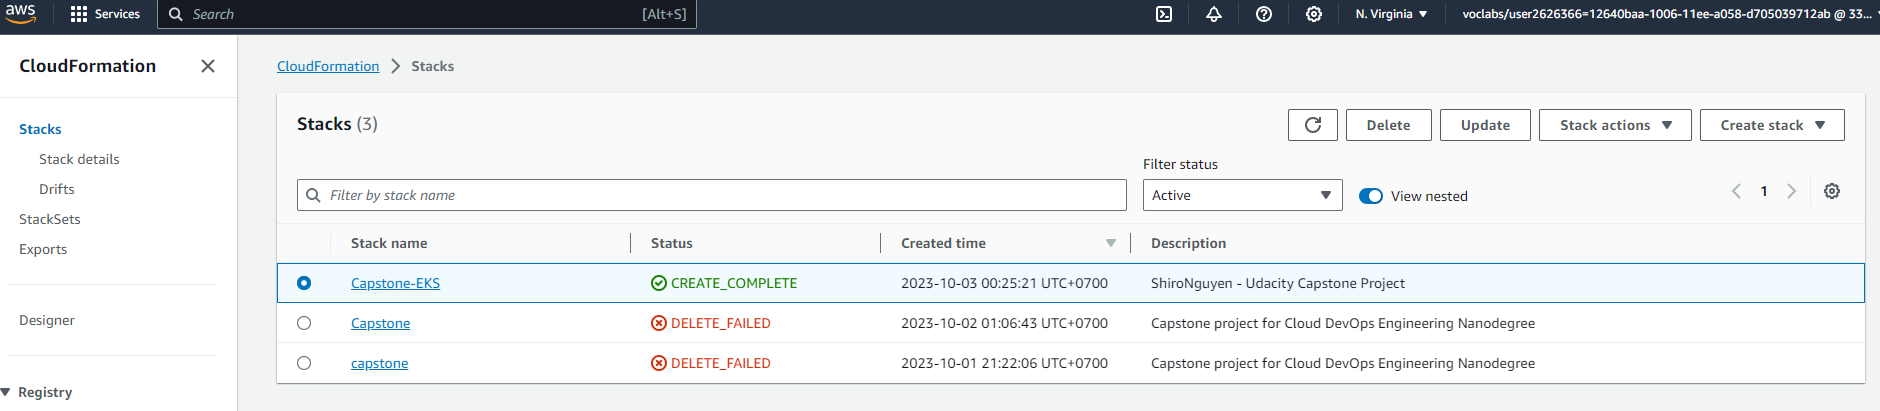 aws Services Search [Alt+S] N. Virginia voclabs/user2626366=12640baa-1006-11ee-a058-d705039712ab @ 33...
CloudFormation
CloudFormation Stacks
Stacks (3) Delete Update Stack actions Create stack
Stacks
Stack details
Drifts
StackSets
Exports
Designer
Registry
Filter status
Filter by stack name Active View nested 1
Stack name Status Created time Description
Capstone-EKS CREATE_COMPLETE 2023-10-03 00:25:21 UTC+0700 ShiroNguyen - Udacity Capstone Project
Capstone DELETE_FAILED 2023-10-02 01:06:43 UTC+0700 Capstone project for Cloud DevOps Engineering Nanodegree
capstone DELETE_FAILED 2023-10-01 21:22:06 UTC+0700 Capstone project for Cloud DevOps Engineering Nanodegree